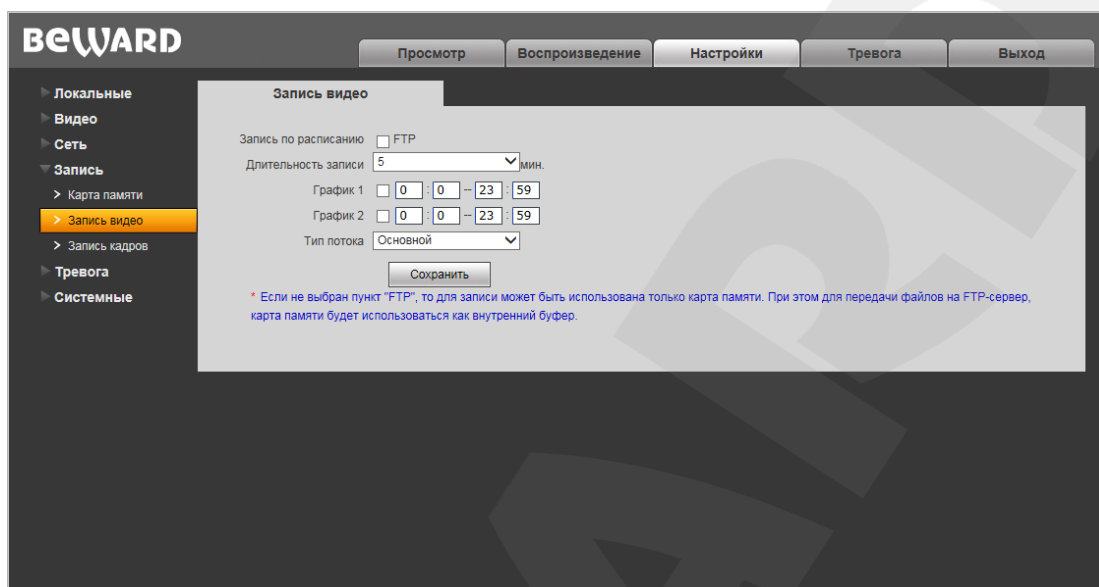 BEWARD
Просмотр Воспроизведение Настройки Тревога Выход
Локальные
Видео
Сеть
Запись
> Карта памяти
> Запись видео
> Запись кадров
Тревога
Системные
Запись видео
Запись по расписанию FTP
Длительность записи 5 мин.
График 1 0 : 0 -- 23 : 59
График 2 0 : 0 -- 23 : 59
Тип потока Основной
Сохранить
* Если не выбран пункт "FTP", то для записи может быть использована только карта памяти. При этом для передачи файлов на FTP-сервер,
карта памяти будет использоваться как внутренний буфер.